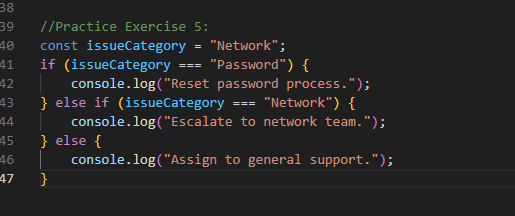 38
39 //Practice Exercise 5:
40 const issueCategory = "Network";
41 if (issueCategory === "Password") {
42     console.log("Reset password process.");
43 } else if (issueCategory === "Network") {
44     console.log("Escalate to network team.");
45 } else {
46     console.log("Assign to general support.");
47 }